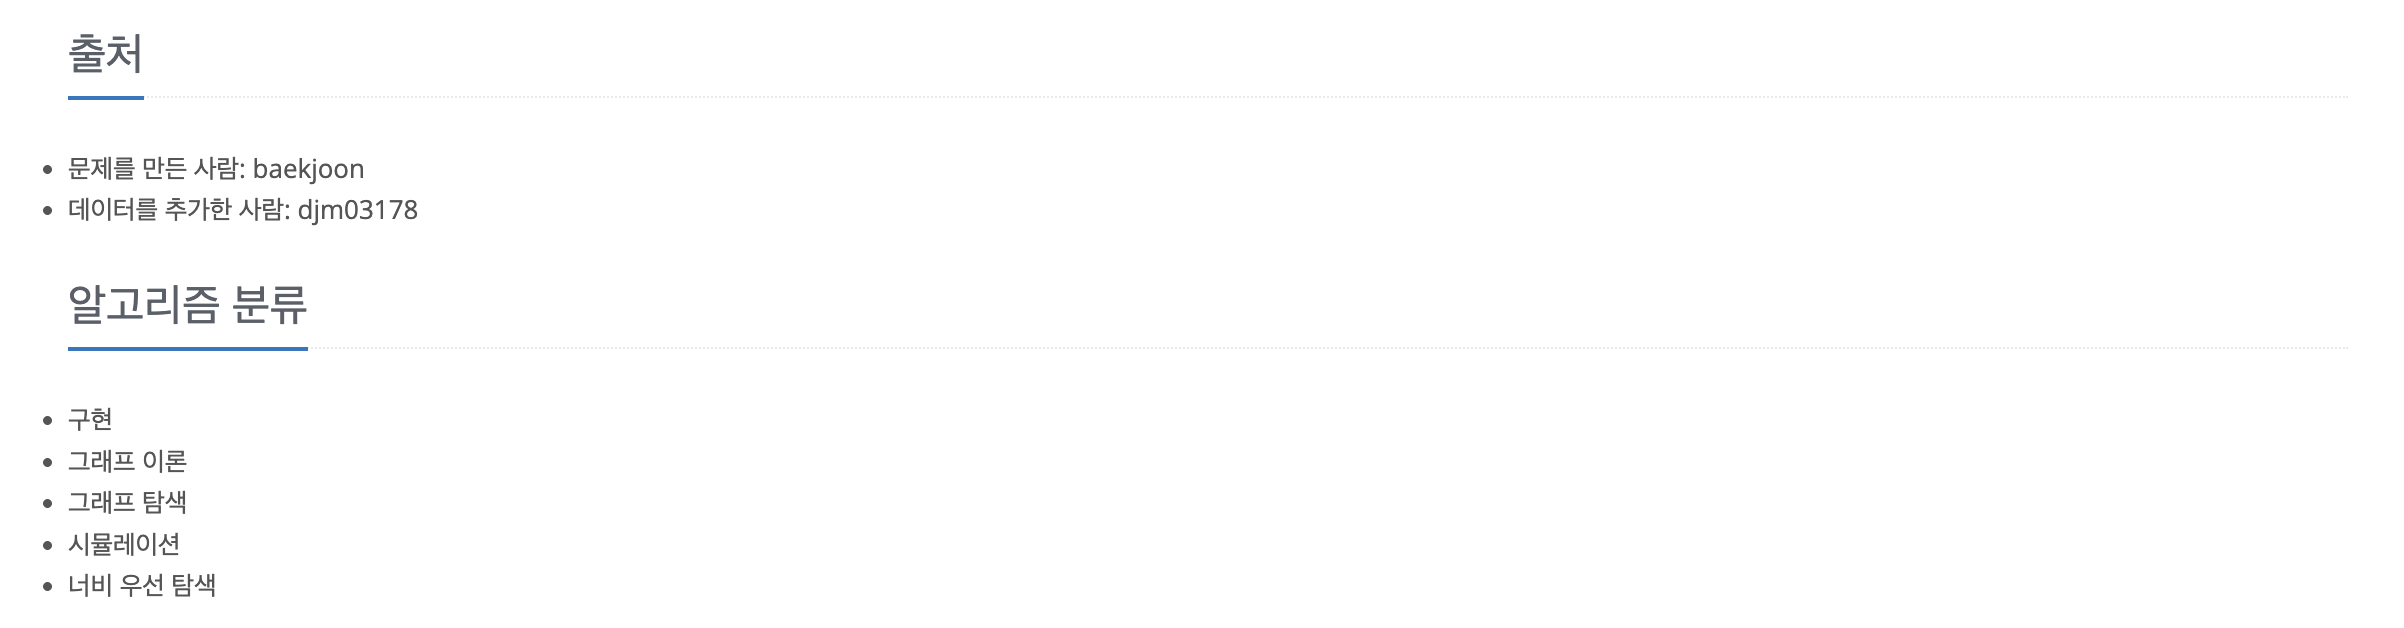 출처
문제를 만든 사람: baekjoon
데이터를 추가한 사람: djm03178
알고리즘 분류
구현
그래프 이론
그래프 탐색
시뮬레이션
너비 우선 탐색